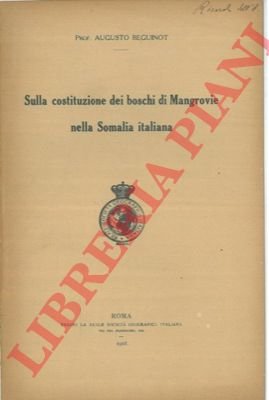 PROF. AUGUSTO BEGUINOT
Sulla costituzione dei boschi di Mangrovie
nella Somalia italiana
LIBRERIA PIANI
ROMA
PRESSO LA REALE SOCIETÀ GEOGRAFICA ITALIANA